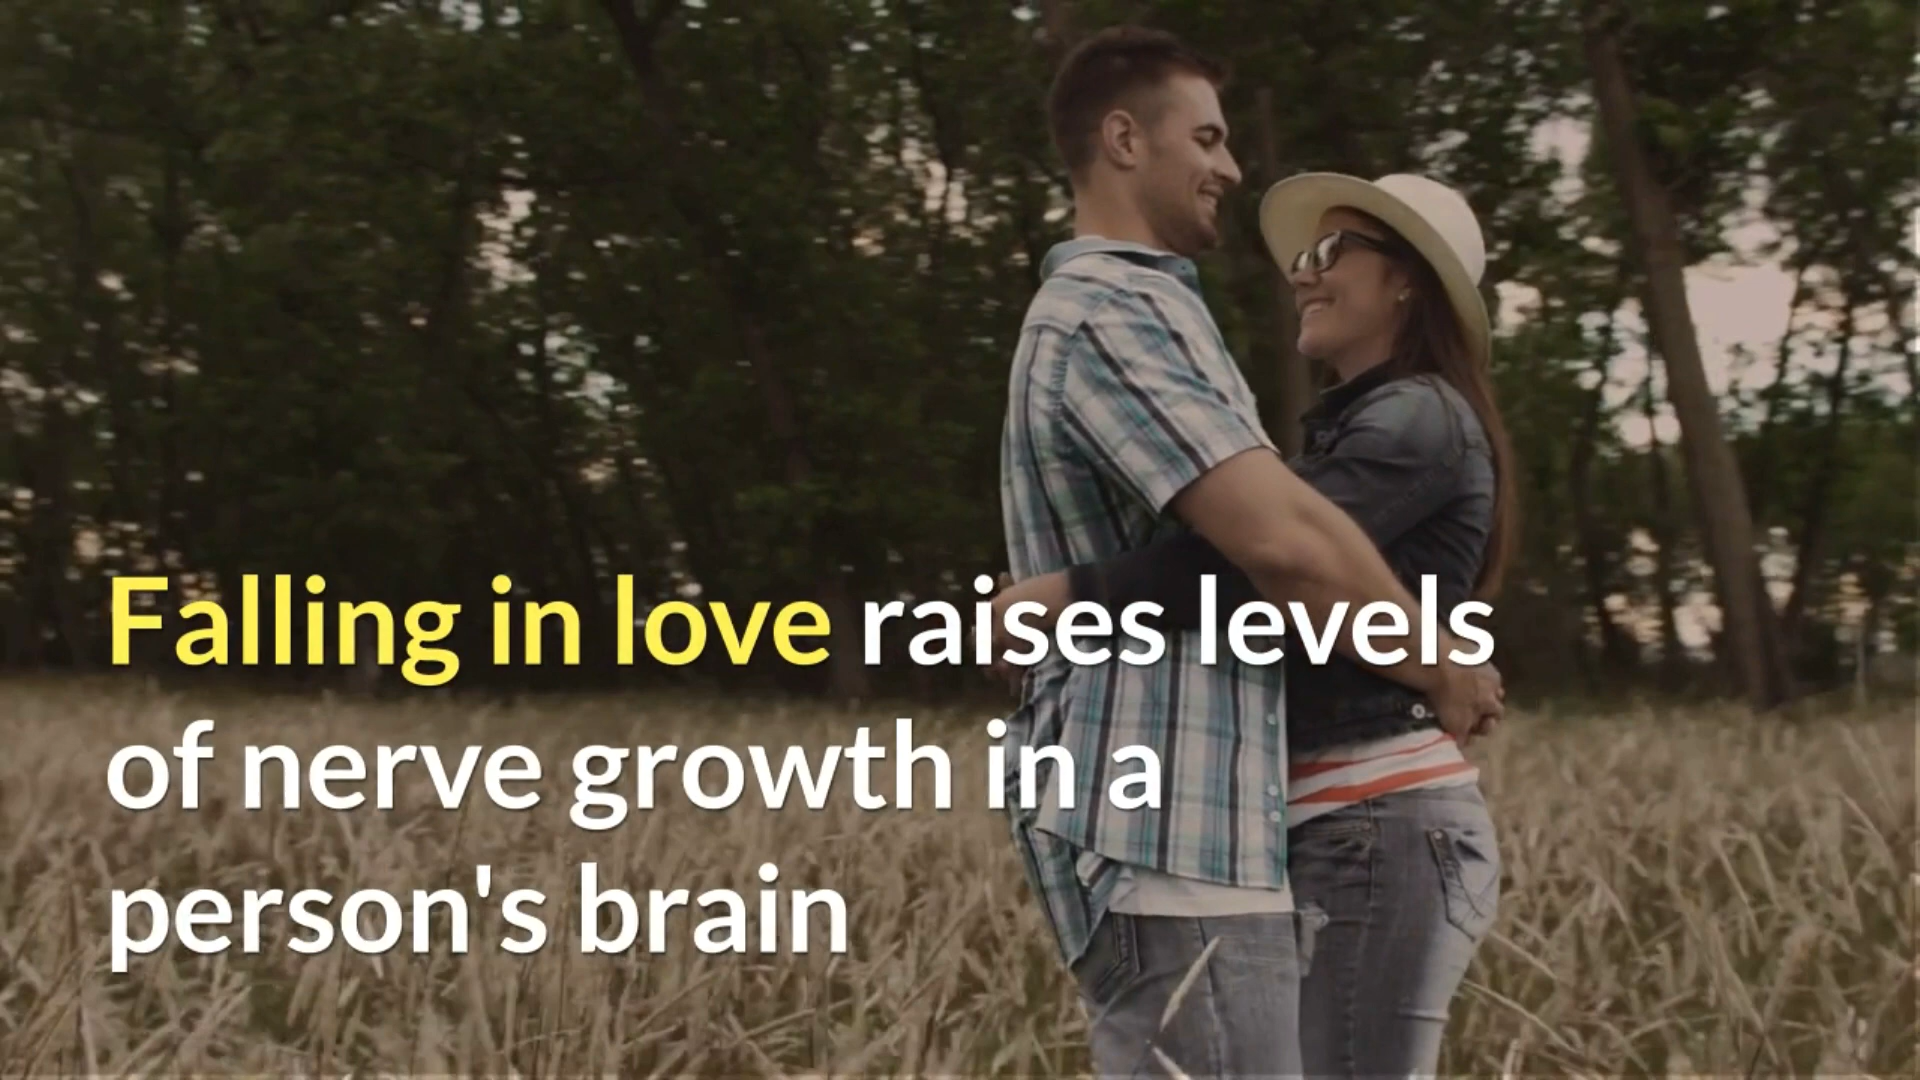 Falling in love raises levels
of nerve growth in a
person's brain